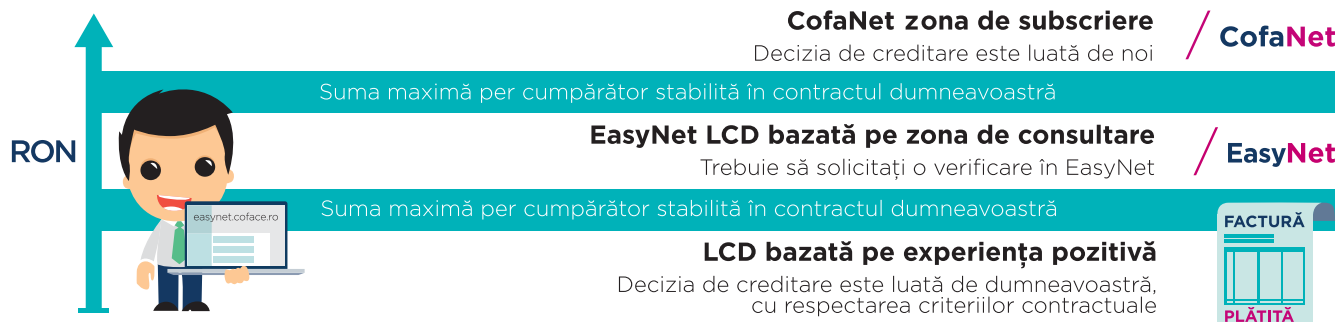 CofaNet zona de subscriere
Decizia de creditare este luată de noi
CofaNet
Suma maximă per cumpărător stabilită în contractul dumneavoastră
RON
EasyNet LCD bazată pe zona de consultare
Trebuie să solicitați o verificare în EasyNet
EasyNet
easynet.coface.ro
Suma maximă per cumpărător stabilită în contractul dumneavoastră
LCD bazată pe experiența pozitivă
Decizia de creditare este luată de dumneavoastră,
cu respectarea criteriilor contractuale
FACTURĂ
PLĂTITĂ